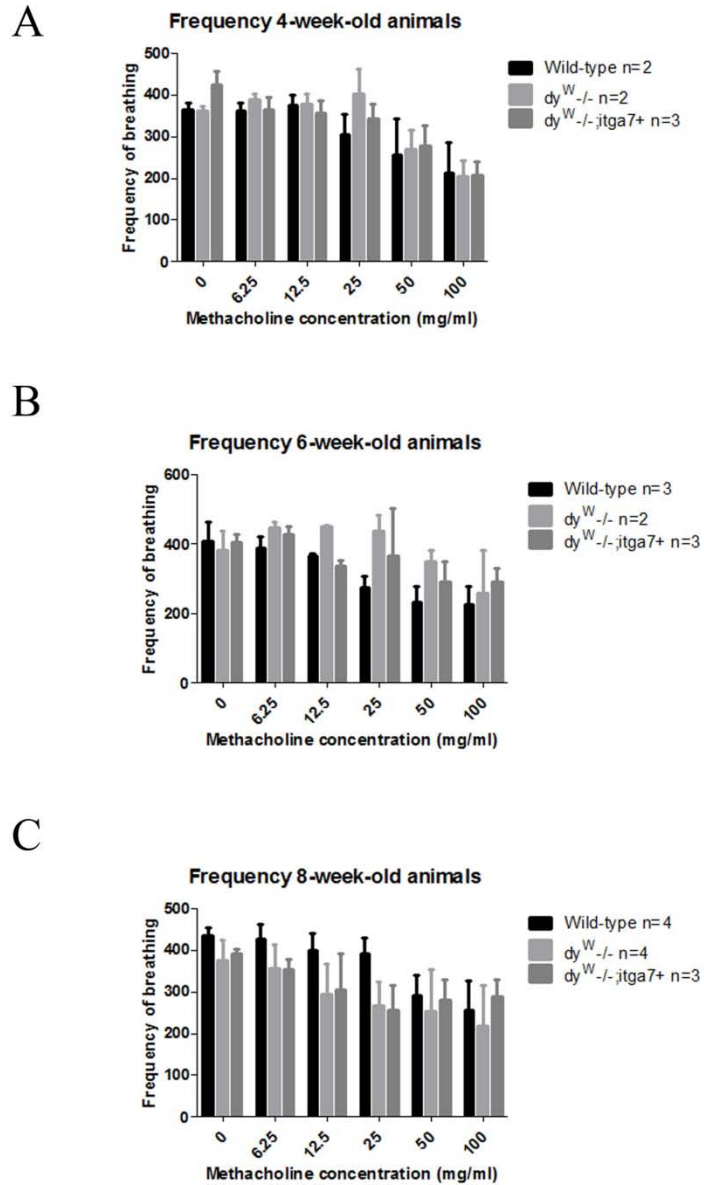 A
Frequency 4-week-old animals
500
400
300
200
100
0
Frequency of breathing
0 6.25 12.5 25 50 100
Methacholine concentration (mg/ml)
Wild-type n=2
dyW-/- n=2
dyW-/-;itga7+ n=3
B
Frequency 6-week-old animals
600
400
200
0
Frequency of breathing
0 6.25 12.5 25 50 100
Methacholine concentration (mg/ml)
Wild-type n=3
dyW-/- n=2
dyW-/-;itga7+ n=3
C
Frequency 8-week-old animals
500
400
300
200
100
0
Frequency of breathing
0 6.25 12.5 25 50 100
Methacholine concentration (mg/ml)
Wild-type n=4
dyW-/- n=4
dyW-/-;itga7+ n=3